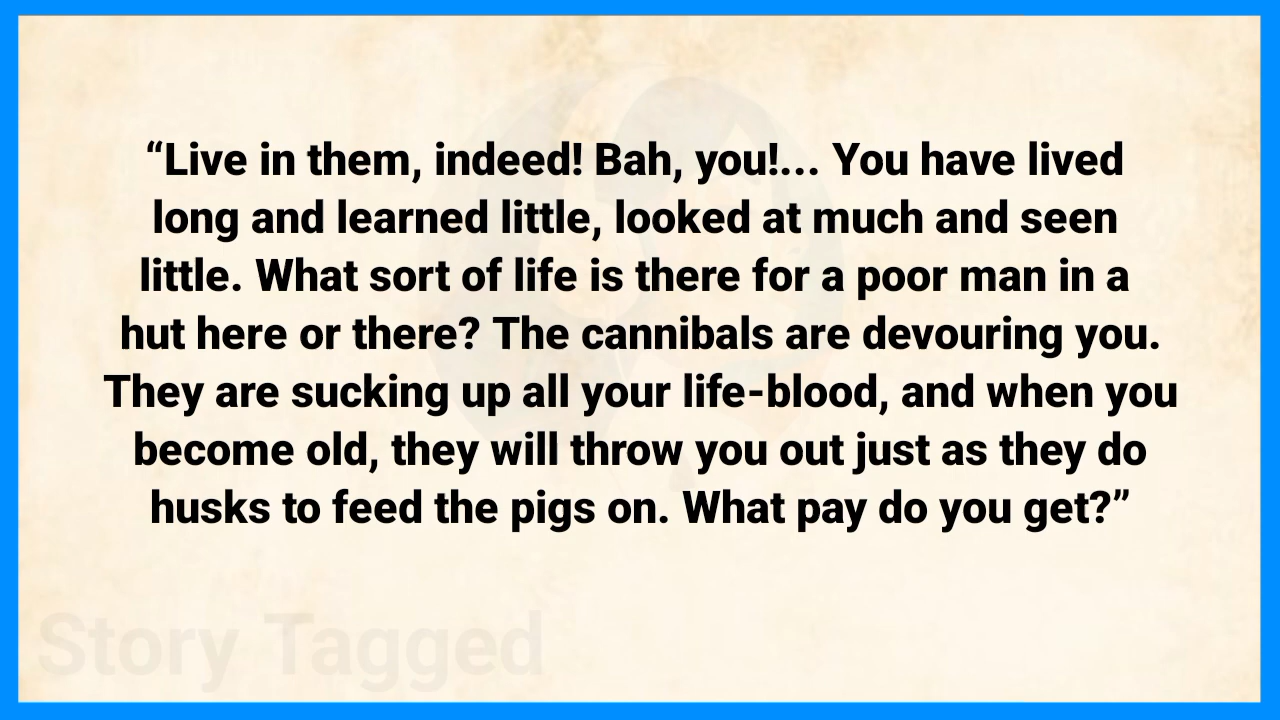 “Live in them, indeed! Bah, you!... You have lived
long and learned little, looked at much and seen
little. What sort of life is there for a poor man in a
hut here or there? The cannibals are devouring you.
They are sucking up all your life-blood, and when you
become old, they will throw you out just as they do
husks to feed the pigs on. What pay do you get?”
Story Tagged